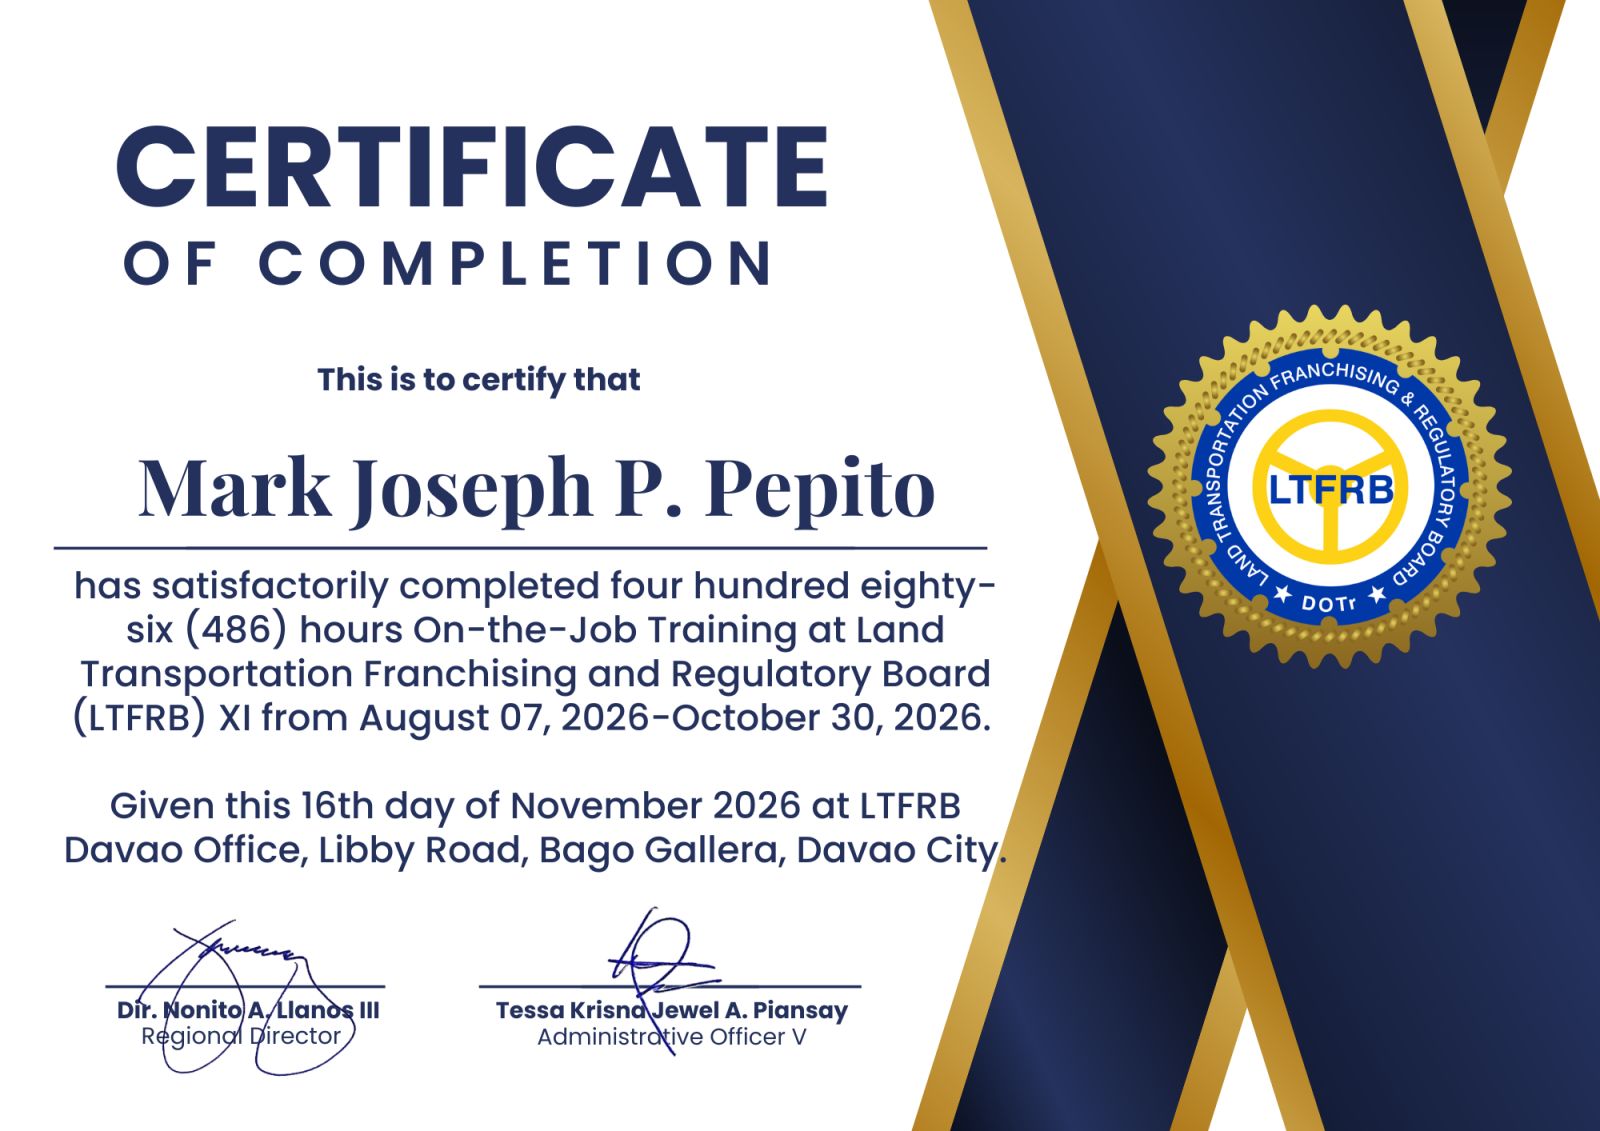 CERTIFICATE
OF COMPLETION
This is to certify that
Mark Joseph P. Pepito
has satisfactorily completed four hundred eighty-
six (486) hours On-the-Job Training at Land
Transportation Franchising and Regulatory Board
(LTFRB) XI from August 07, 2026-October 30, 2026.
Given this 16th day of November 2026 at LTFRB
Davao Office, Libby Road, Bago Gallera, Davao City.
Dir. Nonito A. Llanos III
Regional Director
Tessa Krisna Jewel A. Piansay
Administrative Officer V
LAND TRANSPORTATION FRANCHISING & REGULATORY BOARD
LTFRB
★ DOTr ★